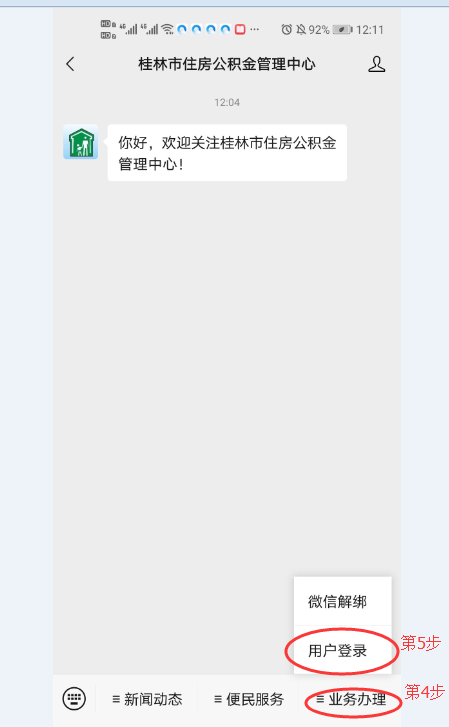 92% 12:11
桂林市住房公积金管理中心
12:04
你好，欢迎关注桂林市住房公积金
管理中心！
微信解绑
用户登录
第5步
新闻动态
便民服务
业务办理
第4步